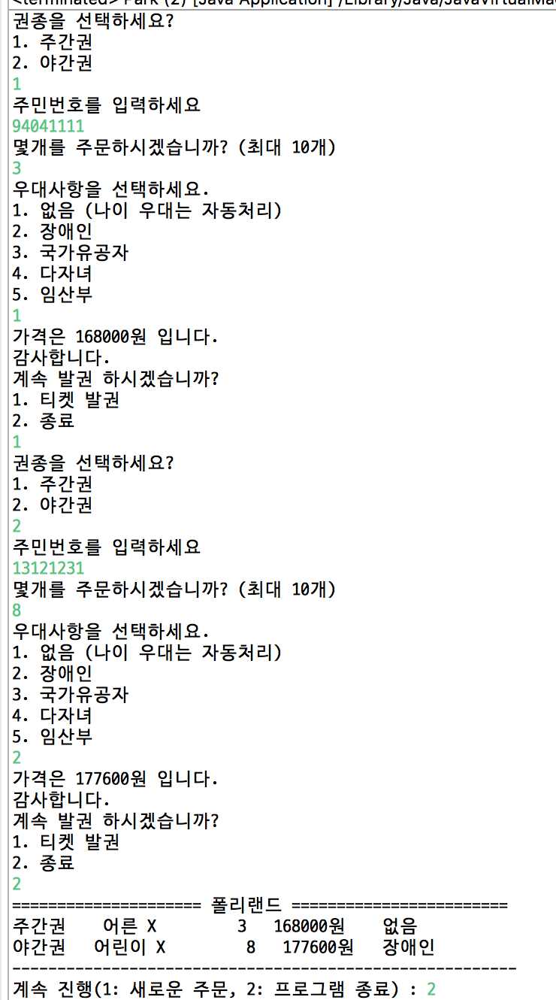 <terminated> Park (2) [Java Application] /Library/Java/JavaVirtualMa
권종을 선택하세요?
1. 주간권
2. 야간권
1
주민번호를 입력하세요
94041111
몇개를 주문하시겠습니까? (최대 10개)
3
우대사항을 선택하세요.
1. 없음 (나이 우대는 자동처리)
2. 장애인
3. 국가유공자
4. 다자녀
5. 임산부
1
가격은 168000원 입니다.
감사합니다.
계속 발권 하시겠습니까?
1. 티켓 발권
2. 종료
1
권종을 선택하세요?
1. 주간권
2. 야간권
2
주민번호를 입력하세요
13121231
몇개를 주문하시겠습니까? (최대 10개)
8
우대사항을 선택하세요.
1. 없음 (나이 우대는 자동처리)
2. 장애인
3. 국가유공자
4. 다자녀
5. 임산부
2
가격은 177600원 입니다.
감사합니다.
계속 발권 하시겠습니까?
1. 티켓 발권
2. 종료
2
===================== 폴리랜드 ========================
주간권 어른 X 3 168000원 없음
야간권 어린이 X 8 177600원 장애인
--------------------------------------------------------
계속 진행(1: 새로운 주문, 2: 프로그램 종료) : 2